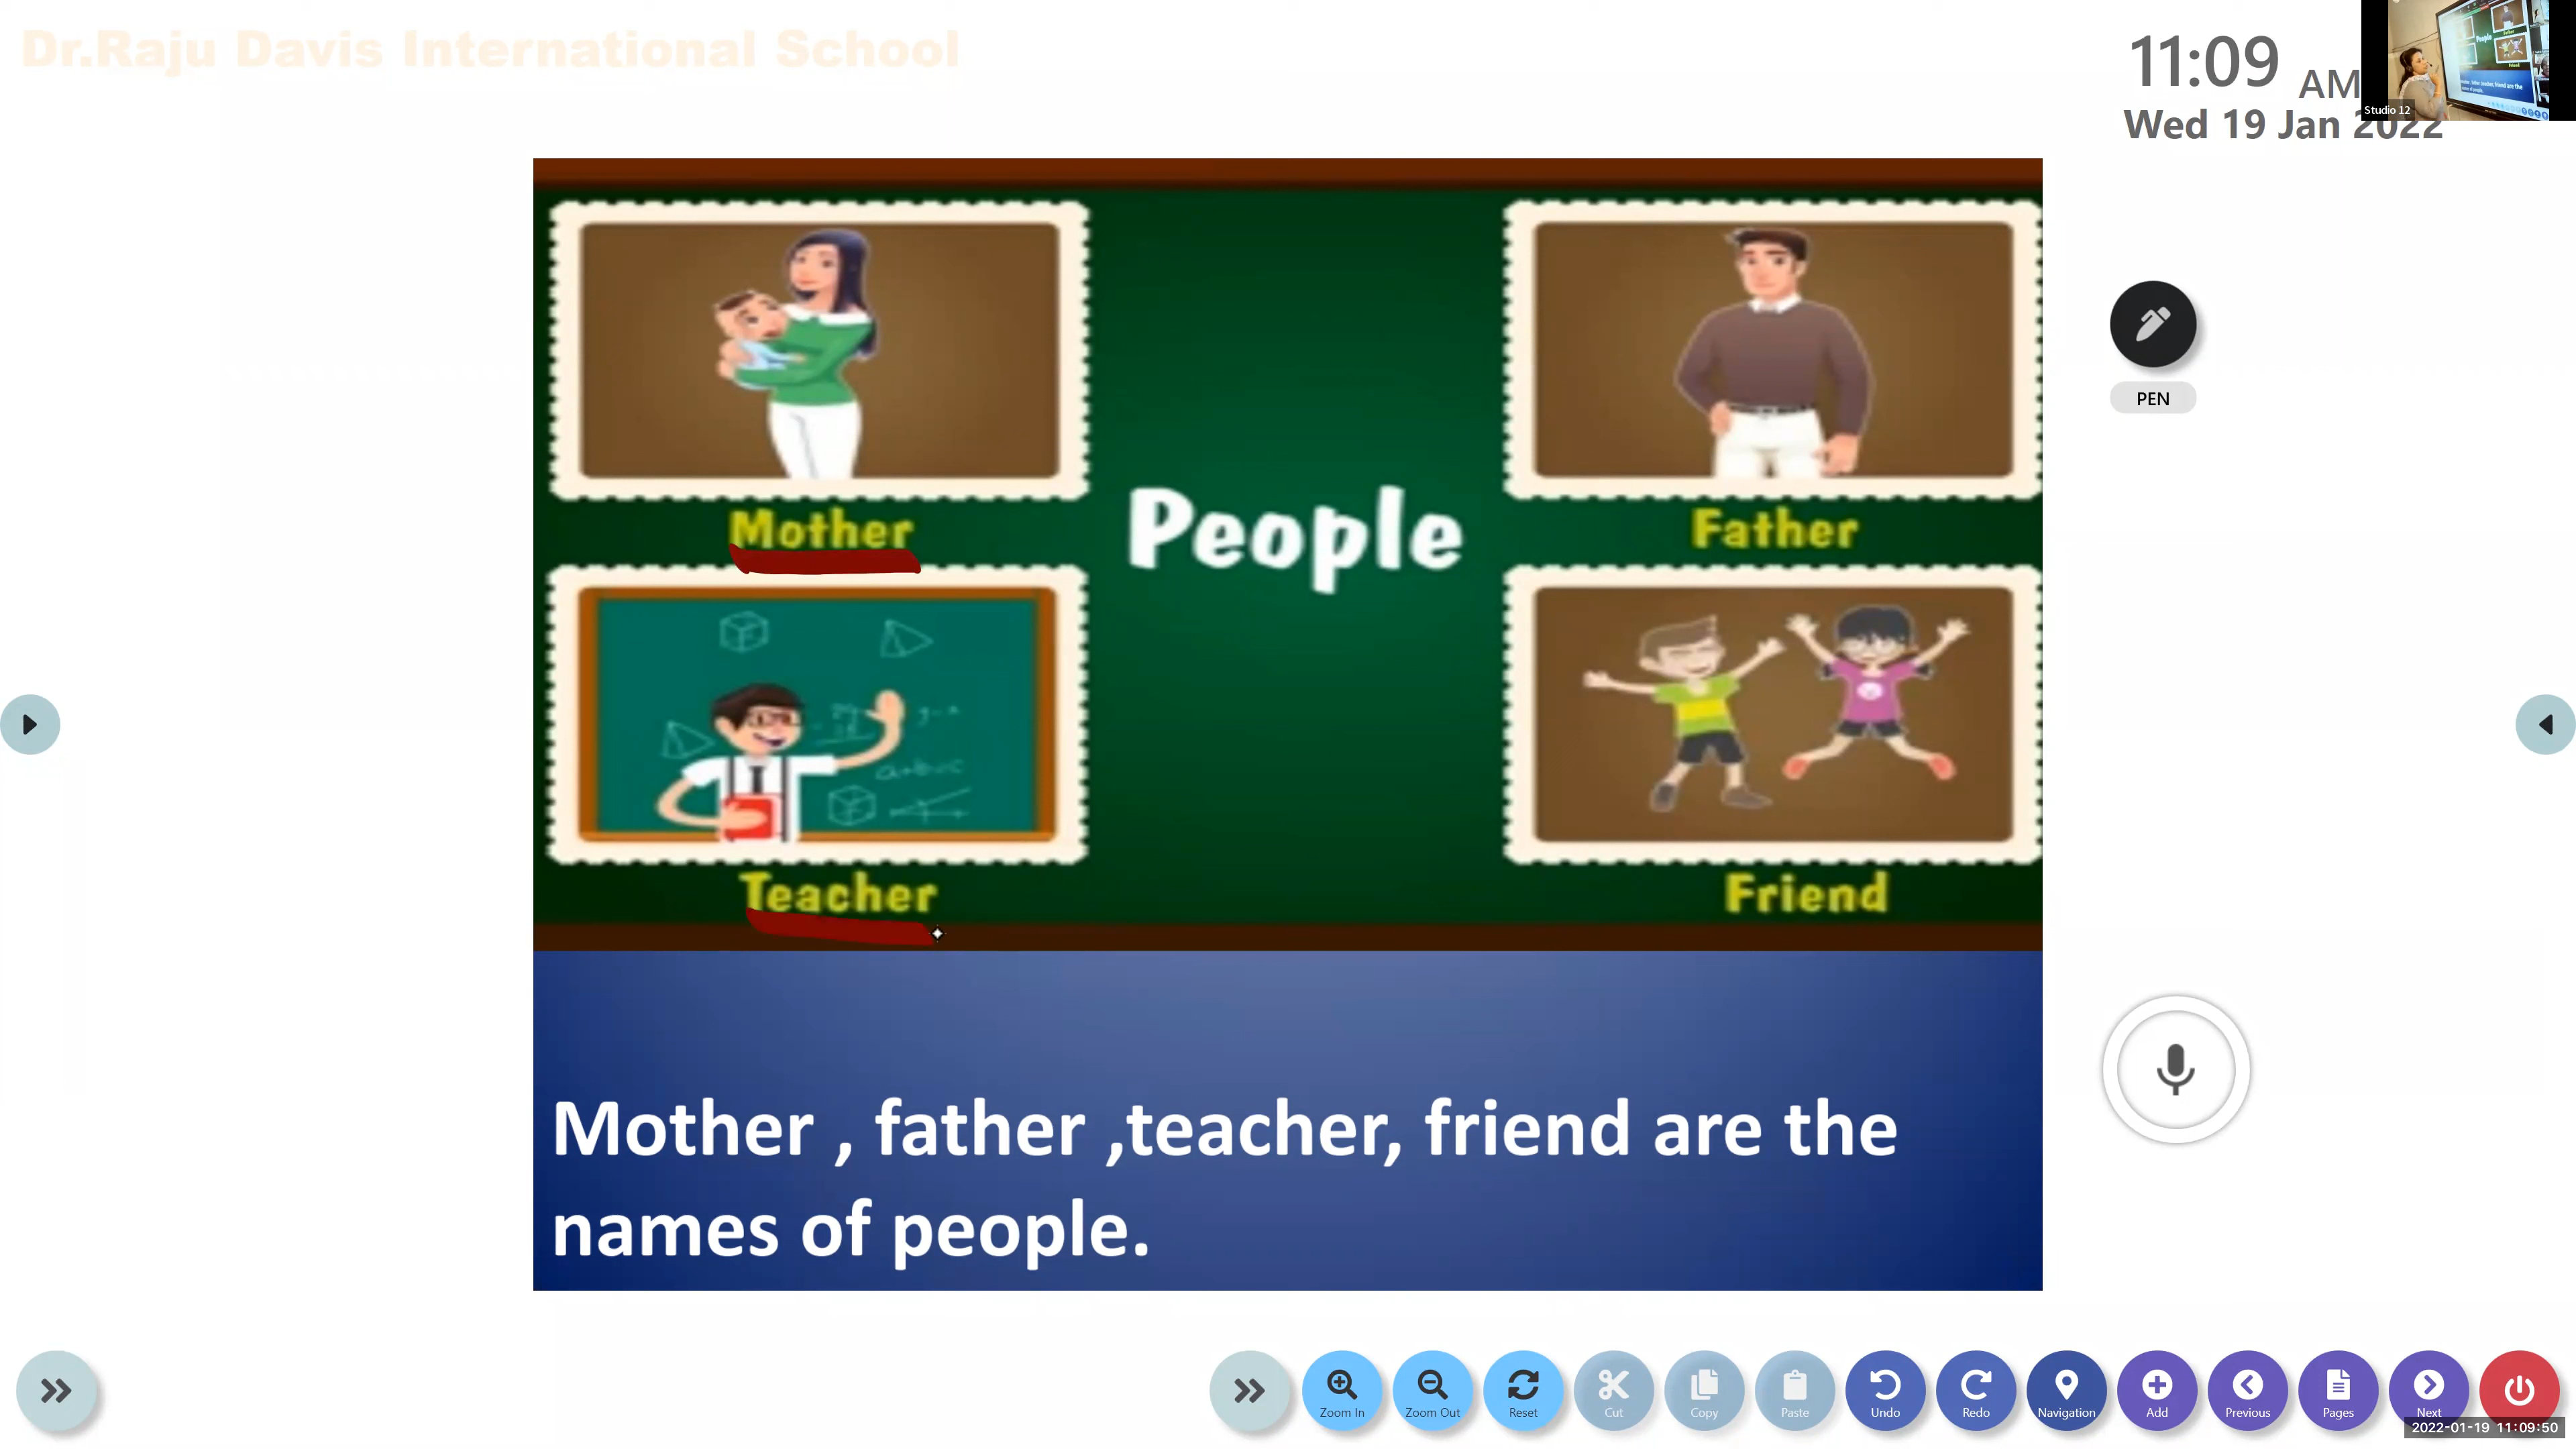 Dr.Raju Davis International School
11:09 AM
Wed 19 Jan 2022
Studio 12
PEN
Mother
People
Father
Teacher
Friend
Mother , father ,teacher, friend are the
names of people.
Zoom In
Zoom Out
Reset
Cut
Copy
Paste
Undo
Redo
Navigation
Add
Previous
Pages
Next
2022-01-19 11:09:50